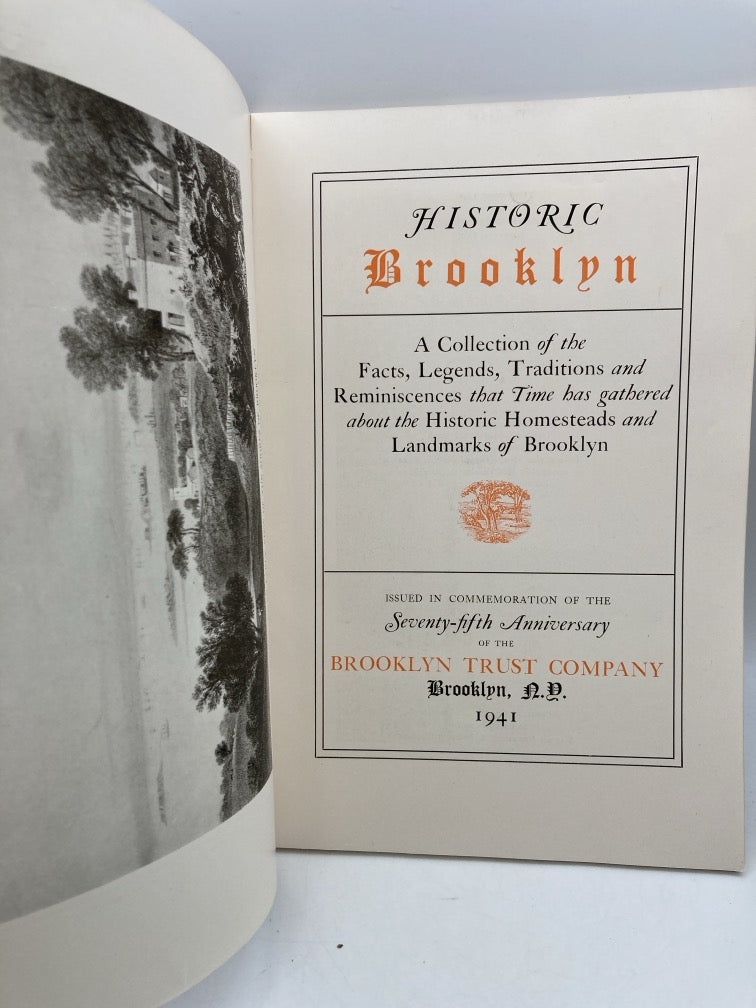 HISTORIC
Brooklyn
A Collection of the
Facts, Legends, Traditions and
Reminiscences that Time has gathered
about the Historic Homesteads and
Landmarks of Brooklyn
ISSUED IN COMMEMORATION OF THE
Seventy-fifth Anniversary
OF THE
BROOKLYN TRUST COMPANY
Brooklyn, N.Y.
1941